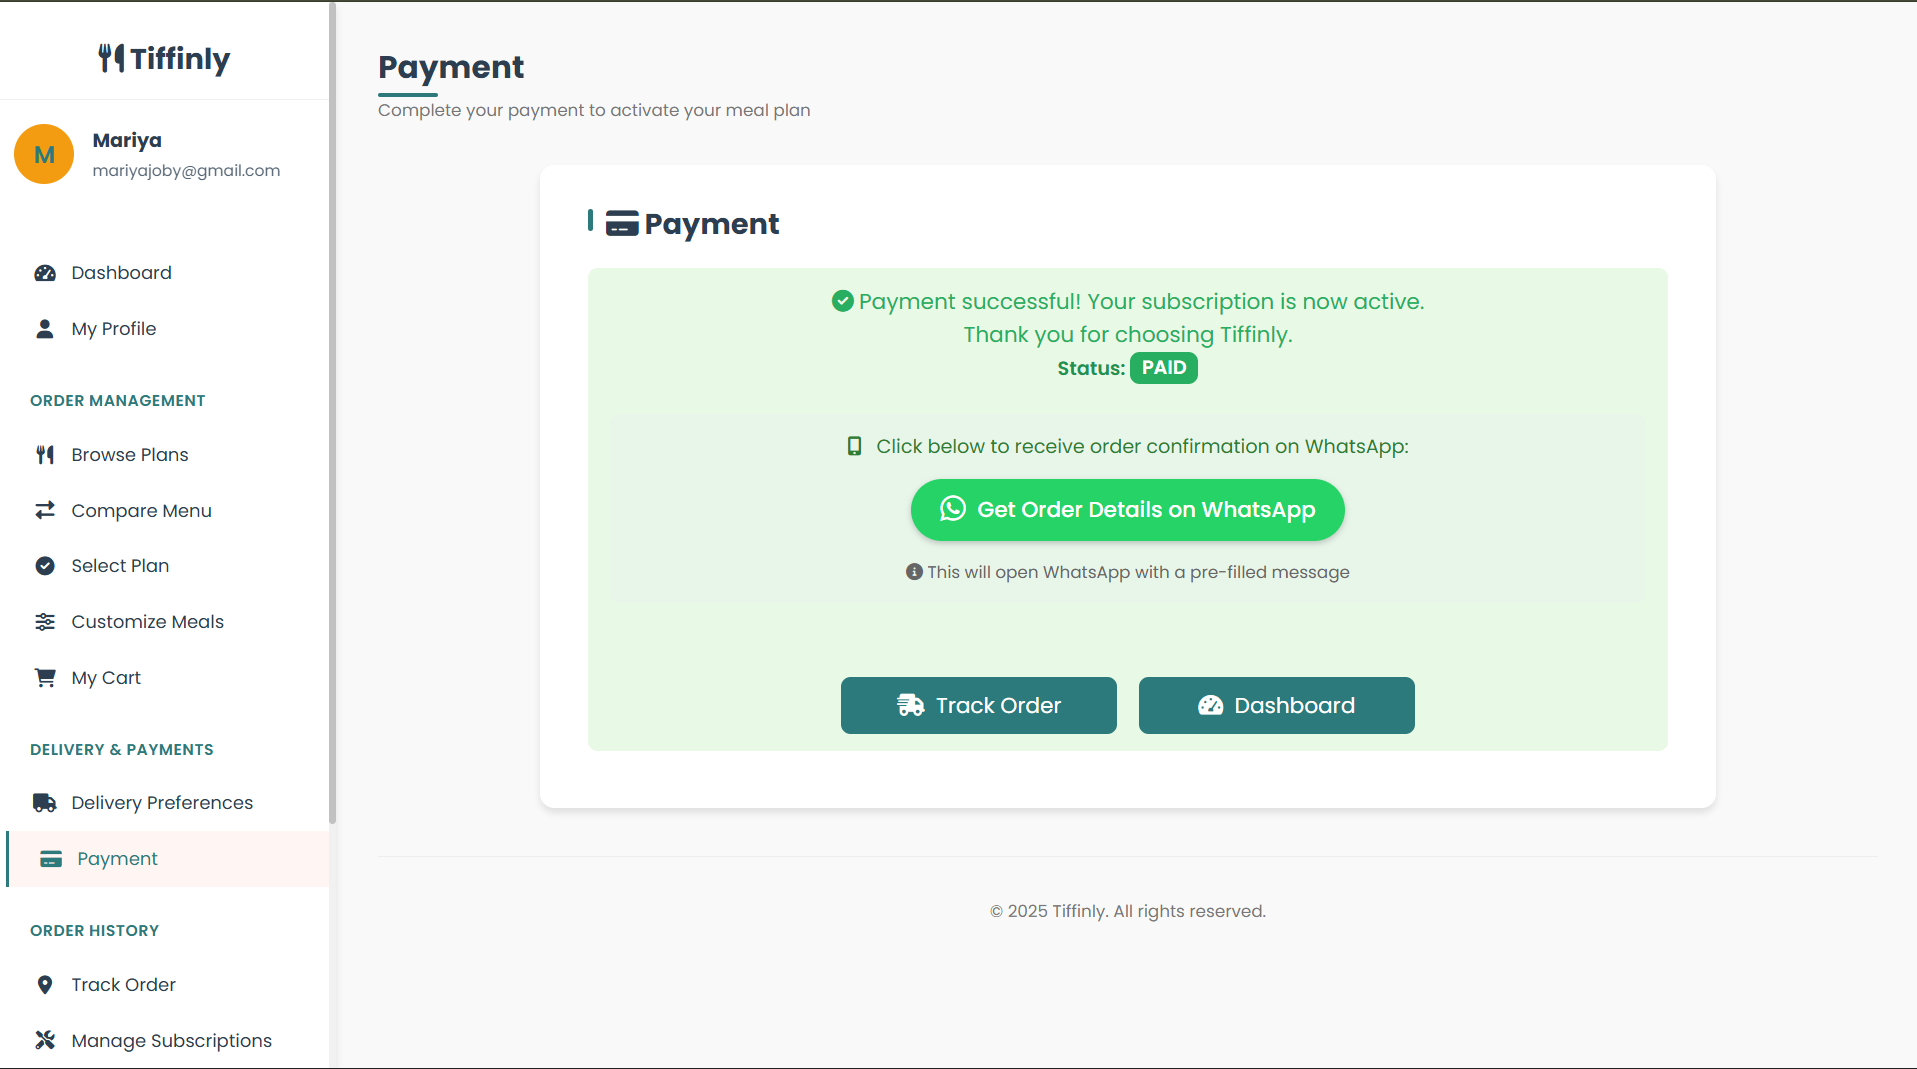 Tiffinly
M
Mariya
mariyajoby@gmail.com
Dashboard
My Profile
ORDER MANAGEMENT
Browse Plans
Compare Menu
Select Plan
Customize Meals
My Cart
DELIVERY & PAYMENTS
Delivery Preferences
Payment
ORDER HISTORY
Track Order
Manage Subscriptions
Payment
Complete your payment to activate your meal plan
Payment
Payment successful! Your subscription is now active.
Thank you for choosing Tiffinly.
Status: PAID
Click below to receive order confirmation on WhatsApp:
Get Order Details on WhatsApp
This will open WhatsApp with a pre-filled message
Track Order
Dashboard
© 2025 Tiffinly. All rights reserved.